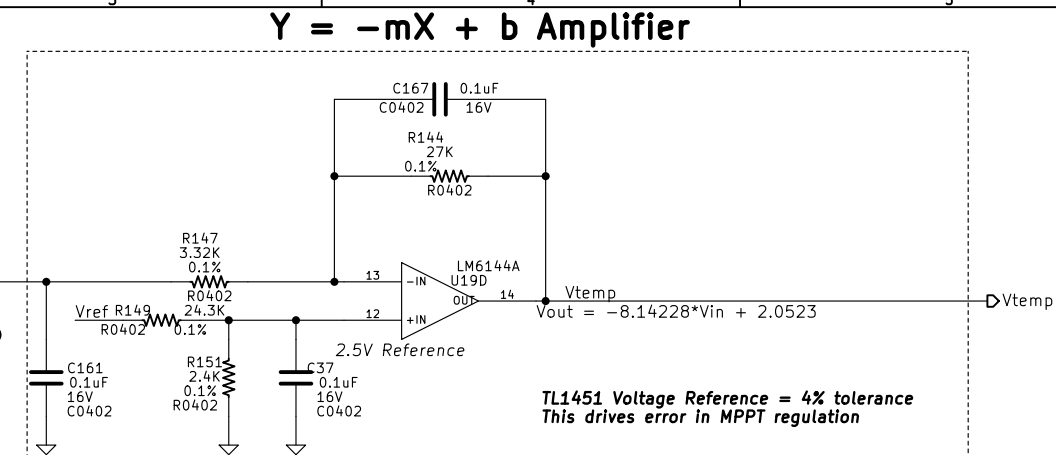 Y = -mX + b Amplifier
C167 0.1uF
C0402 16V
R144
27K
0.1%
R0402
R147
3.32K
0.1%
R0402
LM6144A
U19D
13 -IN
OUT 14
12 +IN
Vtemp
Vtemp
Vout = -8.14228*Vin + 2.0523
Vref R149 24.3K
R0402 0.1%
2.5V Reference
C161
0.1uF
16V
C0402
R151
2.4K
0.1%
R0402
C37
0.1uF
16V
C0402
TL1451 Voltage Reference = 4% tolerance
This drives error in MPPT regulation